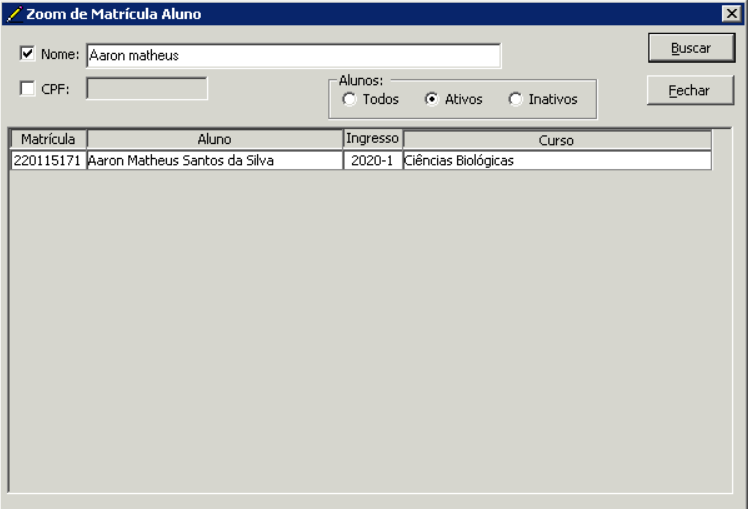 Zoom de Matrícula Aluno
Nome: Aaron matheus
Buscar
CPF:
Alunos:
Todos Ativos Inativos
Fechar
Matrícula Aluno Ingresso Curso
220115171 Aaron Matheus Santos da Silva 2020-1 Ciências Biológicas